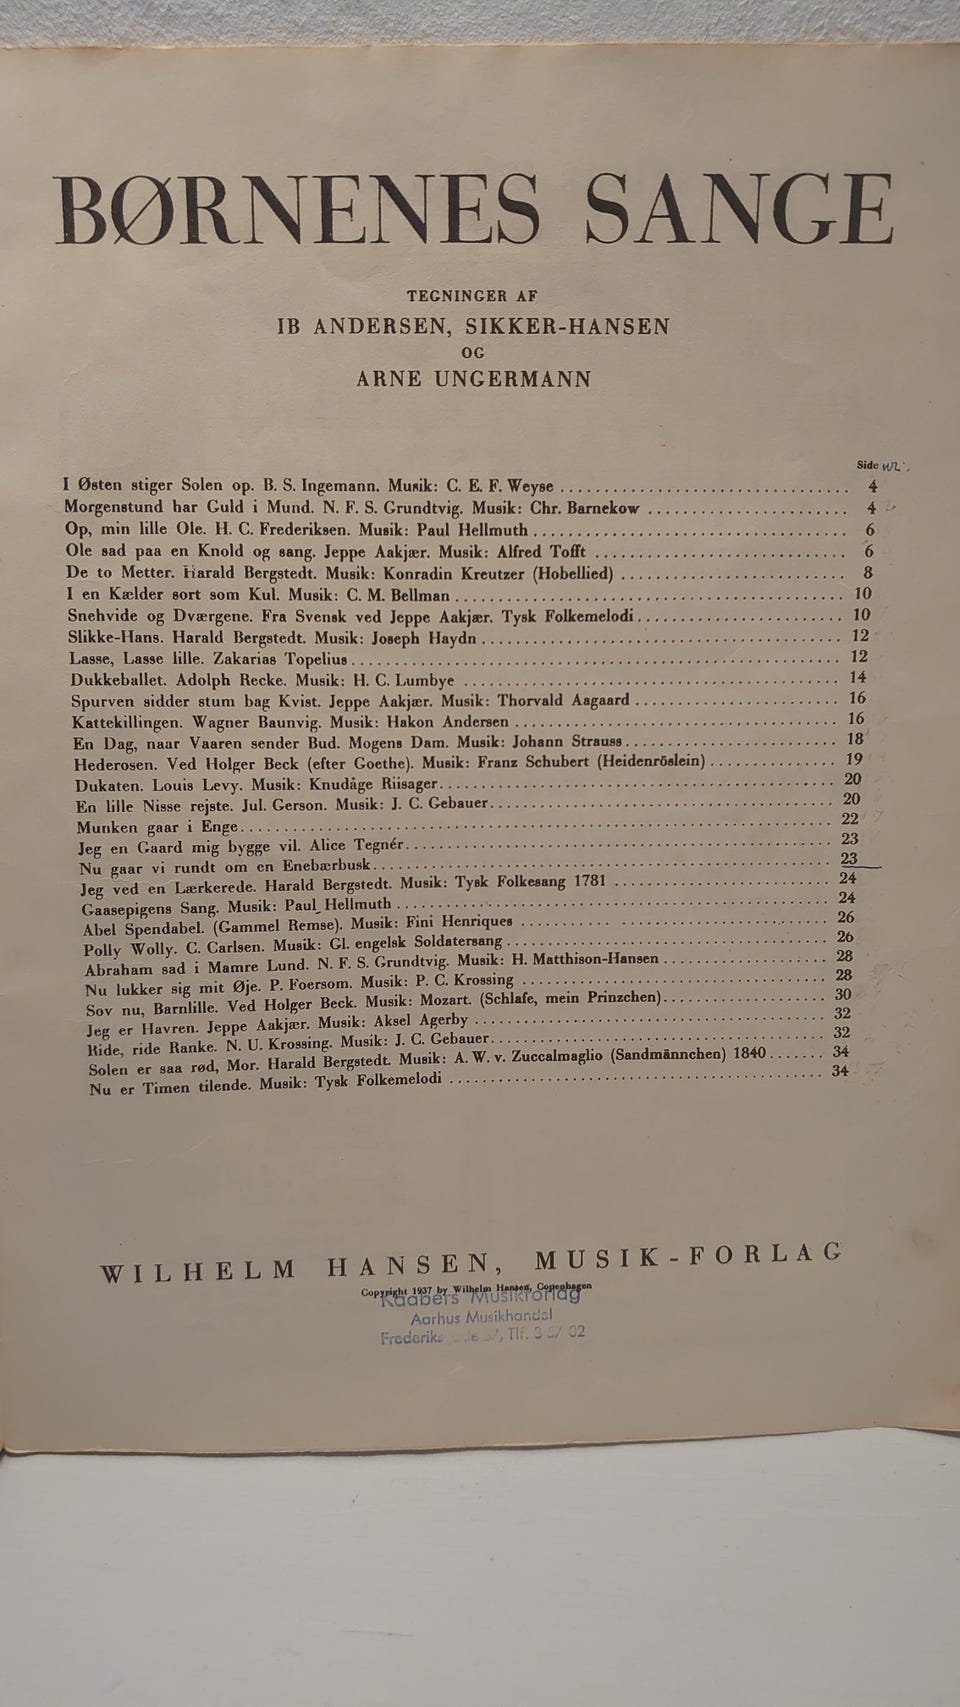 BØRNENES SANGE
TEGNINGER AF
IB ANDERSEN, SIKKER-HANSEN
OG
ARNE UNGERMANN
Side
I Østen stiger Solen op. B. S. Ingemann. Musik: C. E. F. Weyse 4
Morgenstund har Guld i Mund. N. F. S. Grundtvig. Musik: Chr. Barnekow 4
Op, min lille Ole. H. C. Frederiksen. Musik: Paul Hellmuth 6
Ole sad paa en Knold og sang. Jeppe Aakjær. Musik: Alfred Tofft 6
De to Metter. Harald Bergstedt. Musik: Konradin Kreutzer (Hobellied) 8
I en Kælder sort som Kul. Musik: C. M. Bellman 10
Snehvide og Dværgene. Fra Svensk ved Jeppe Aakjær. Tysk Folkemelodi 10
Slikke-Hans. Harald Bergstedt. Musik: Joseph Haydn 12
Lasse, Lasse lille. Zakarias Topelius 12
Dukkeballet. Adolph Recke. Musik: H. C. Lumbye 14
Spurven sidder stum bag Kvist. Jeppe Aakjær. Musik: Thorvald Aagaard 16
Kattekillingen. Wagner Baunvig. Musik: Hakon Andersen 16
En Dag, naar Vaaren sender Bud. Mogens Dam. Musik: Johann Strauss 18
Hederosen. Ved Holger Beck (efter Goethe). Musik: Franz Schubert (Heidenröslein) 19
Dukaten. Louis Levy. Musik: Knudåge Riisager 20
En lille Nisse rejste. Jul. Gerson. Musik: J. C. Gebauer 20
Munken gaar i Enge 22
Jeg en Gaard mig bygge vil. Alice Tegnér 23
Nu gaar vi rundt om en Enebærbusk 23
Jeg ved en Lærkerede. Harald Bergstedt. Musik: Tysk Folkesang 1781 24
Gaasepigens Sang. Musik: Paul Hellmuth 24
Abel Spendabel. (Gammel Remse). Musik: Fini Henriques 26
Polly Wolly. C. Carlsen. Musik: Gl. engelsk Soldatersang 26
Abraham sad i Mamre Lund. N. F. S. Grundtvig. Musik: H. Matthison-Hansen 28
Nu lukker sig mit Øje. P. Foersom. Musik: P. C. Krossing 28
Sov nu, Barnlille. Ved Holger Beck. Musik: Mozart. (Schlafe, mein Prinzchen) 30
Jeg er Havren. Jeppe Aakjær. Musik: Aksel Agerby 32
Ride, ride Ranke. N. U. Krossing. Musik: J. C. Gebauer 32
Solen er saa rød, Mor. Harald Bergstedt. Musik: A. W. v. Zuccalmaglio (Sandmännchen) 1840 34
Nu er Timen tilende. Musik: Tysk Folkemelodi 34
WILHELM HANSEN, MUSIK-FORLAG
Copyright 1937 by Wilhelm Hansen, Copenhagen
Kaabers Musikforlag
Aarhus Musikhandel
Tlf.